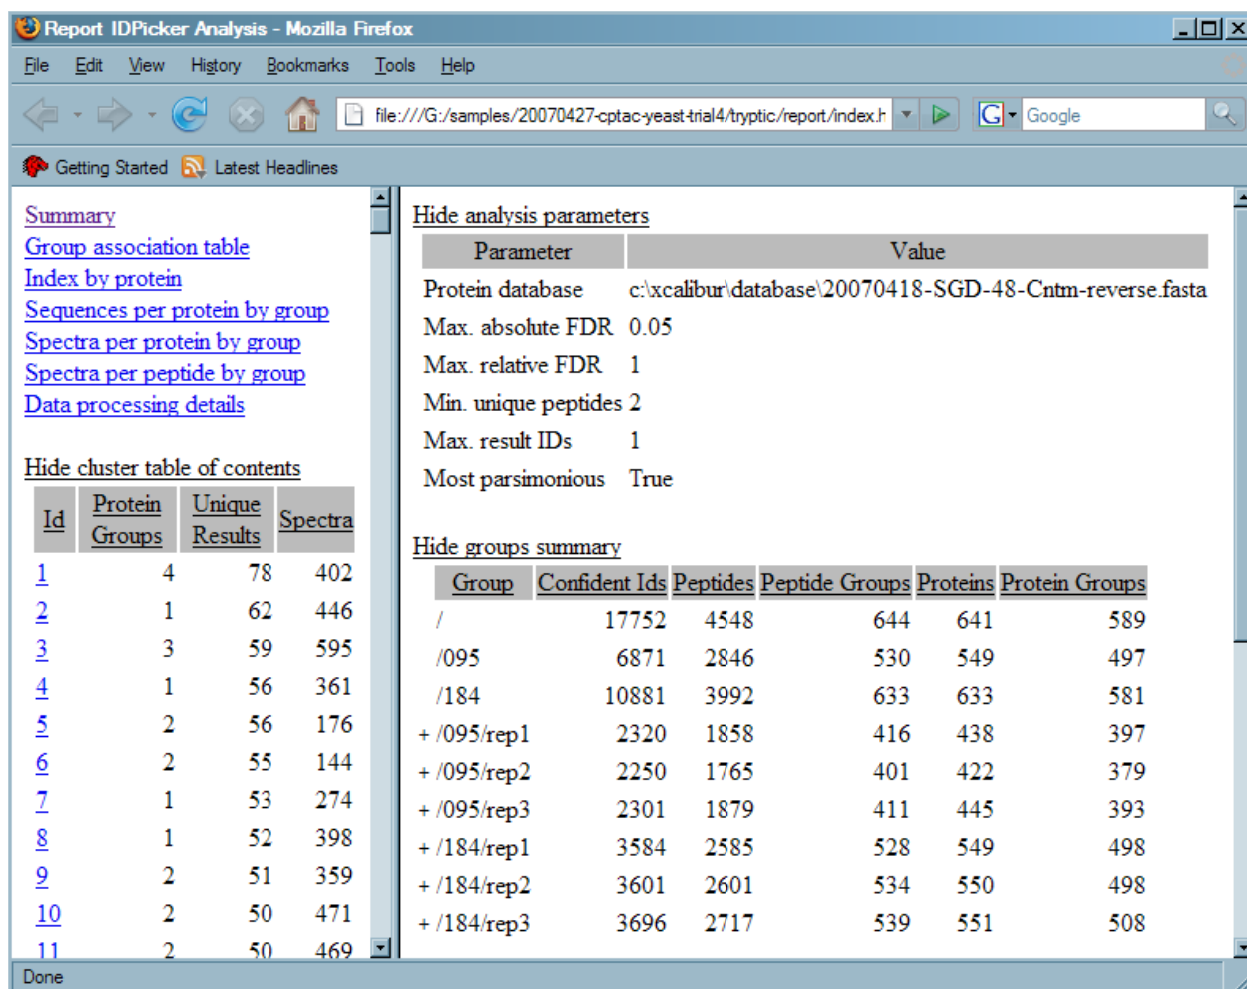 Report IDPicker Analysis - Mozilla Firefox
File Edit View History Bookmarks Tools Help
file:///G:/samples/20070427-cptac-yeast-trial4/tryptic/report/index.h G Google
Getting Started Latest Headlines
Summary
Group association table
Index by protein
Sequences per protein by group
Spectra per protein by group
Spectra per peptide by group
Data processing details
Hide cluster table of contents
Id Protein Groups Unique Results Spectra
1 4 78 402
2 1 62 446
3 3 59 595
4 1 56 361
5 2 56 176
6 2 55 144
7 1 53 274
8 1 52 398
9 2 51 359
10 2 50 471
11 2 50 469
Hide analysis parameters
Parameter Value
Protein database c:\xcalibur\database\20070418-SGD-48-Cntm-reverse.fasta
Max. absolute FDR 0.05
Max. relative FDR 1
Min. unique peptides 2
Max. result IDs 1
Most parsimonious True
Hide groups summary
Group Confident Ids Peptides Peptide Groups Proteins Protein Groups
/ 17752 4548 644 641 589
/095 6871 2846 530 549 497
/184 10881 3992 633 633 581
+ /095/rep1 2320 1858 416 438 397
+ /095/rep2 2250 1765 401 422 379
+ /095/rep3 2301 1879 411 445 393
+ /184/rep1 3584 2585 528 549 498
+ /184/rep2 3601 2601 534 550 498
+ /184/rep3 3696 2717 539 551 508
Done